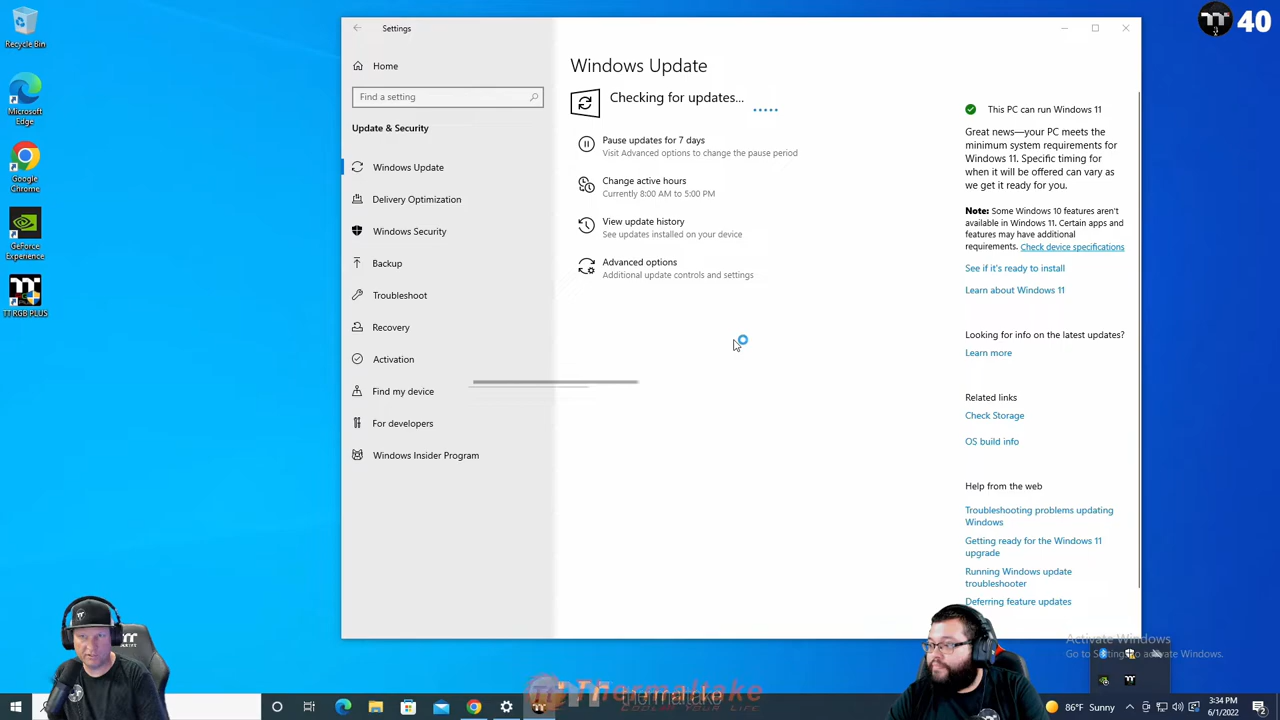 Recycle Bin
Microsoft
Edge
Google
Chrome
GeForce
Experience
TT RGB PLUS
Settings
Home
Find a setting
Update & Security
Windows Update
Delivery Optimization
Windows Security
Backup
Troubleshoot
Recovery
Activation
Find my device
For developers
Windows Insider Program
Windows Update
Checking for updates...
Pause updates for 7 days
Visit Advanced options to change the pause period
Change active hours
Currently 8:00 AM to 5:00 PM
View update history
See updates installed on your device
Advanced options
Additional update controls and settings
This PC can run Windows 11
Great news—your PC meets the
minimum system requirements for
Windows 11. Specific timing for
when it will be offered can vary as
we get it ready for you.
Note: Some Windows 10 features aren't
available in Windows 11. Certain apps and
features may have additional
requirements. Check device specifications
See if it's ready to install
Learn about Windows 11
Looking for info on the latest updates?
Learn more
Related links
Check Storage
OS build info
Help from the web
Troubleshooting problems updating
Windows
Getting ready for the Windows 11
upgrade
Running Windows update
troubleshooter
Deferring feature updates
40
Activate Windows
Go to Settings to activate Windows.
Thermaltake
COOL UP YOUR LIFE
thermaltake
86°F Sunny
3:34 PM
6/1/2022
2